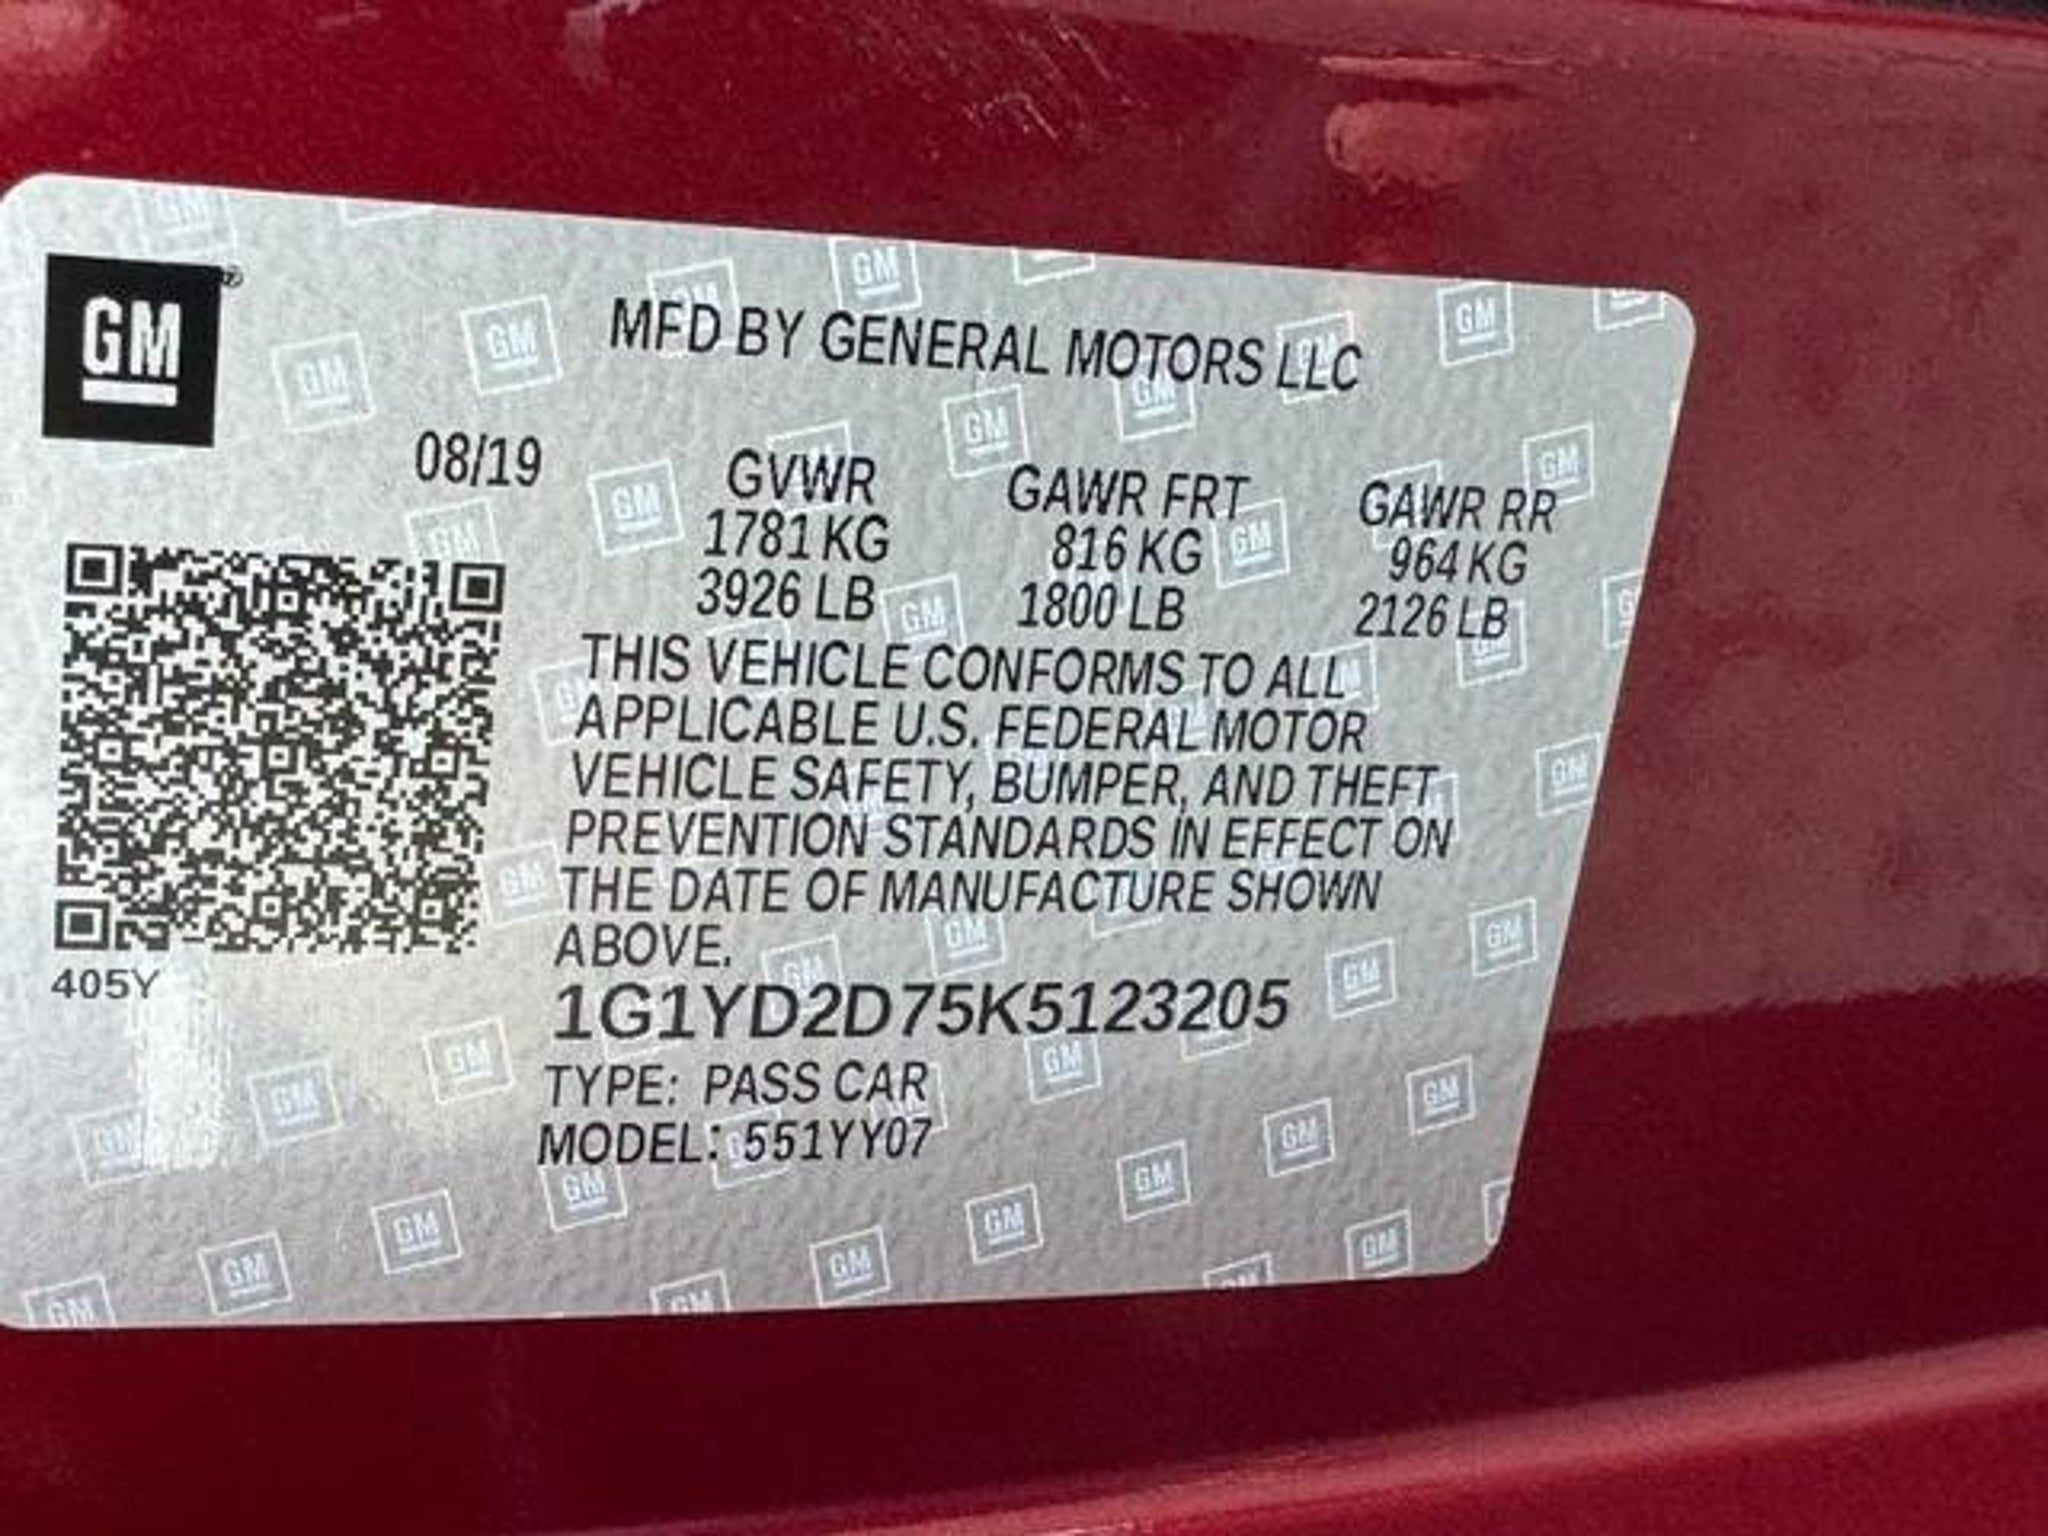 GM
MFD BY GENERAL MOTORS LLC
08/19
GVWR GAWR FRT GAWR RR
1781 KG 816 KG 964 KG
3926 LB 1800 LB 2126 LB
THIS VEHICLE CONFORMS TO ALL
APPLICABLE U.S. FEDERAL MOTOR
VEHICLE SAFETY, BUMPER, AND THEFT
PREVENTION STANDARDS IN EFFECT ON
THE DATE OF MANUFACTURE SHOWN
ABOVE.
405Y
1G1YD2D75K5123205
TYPE: PASS CAR
MODEL: 551YY07